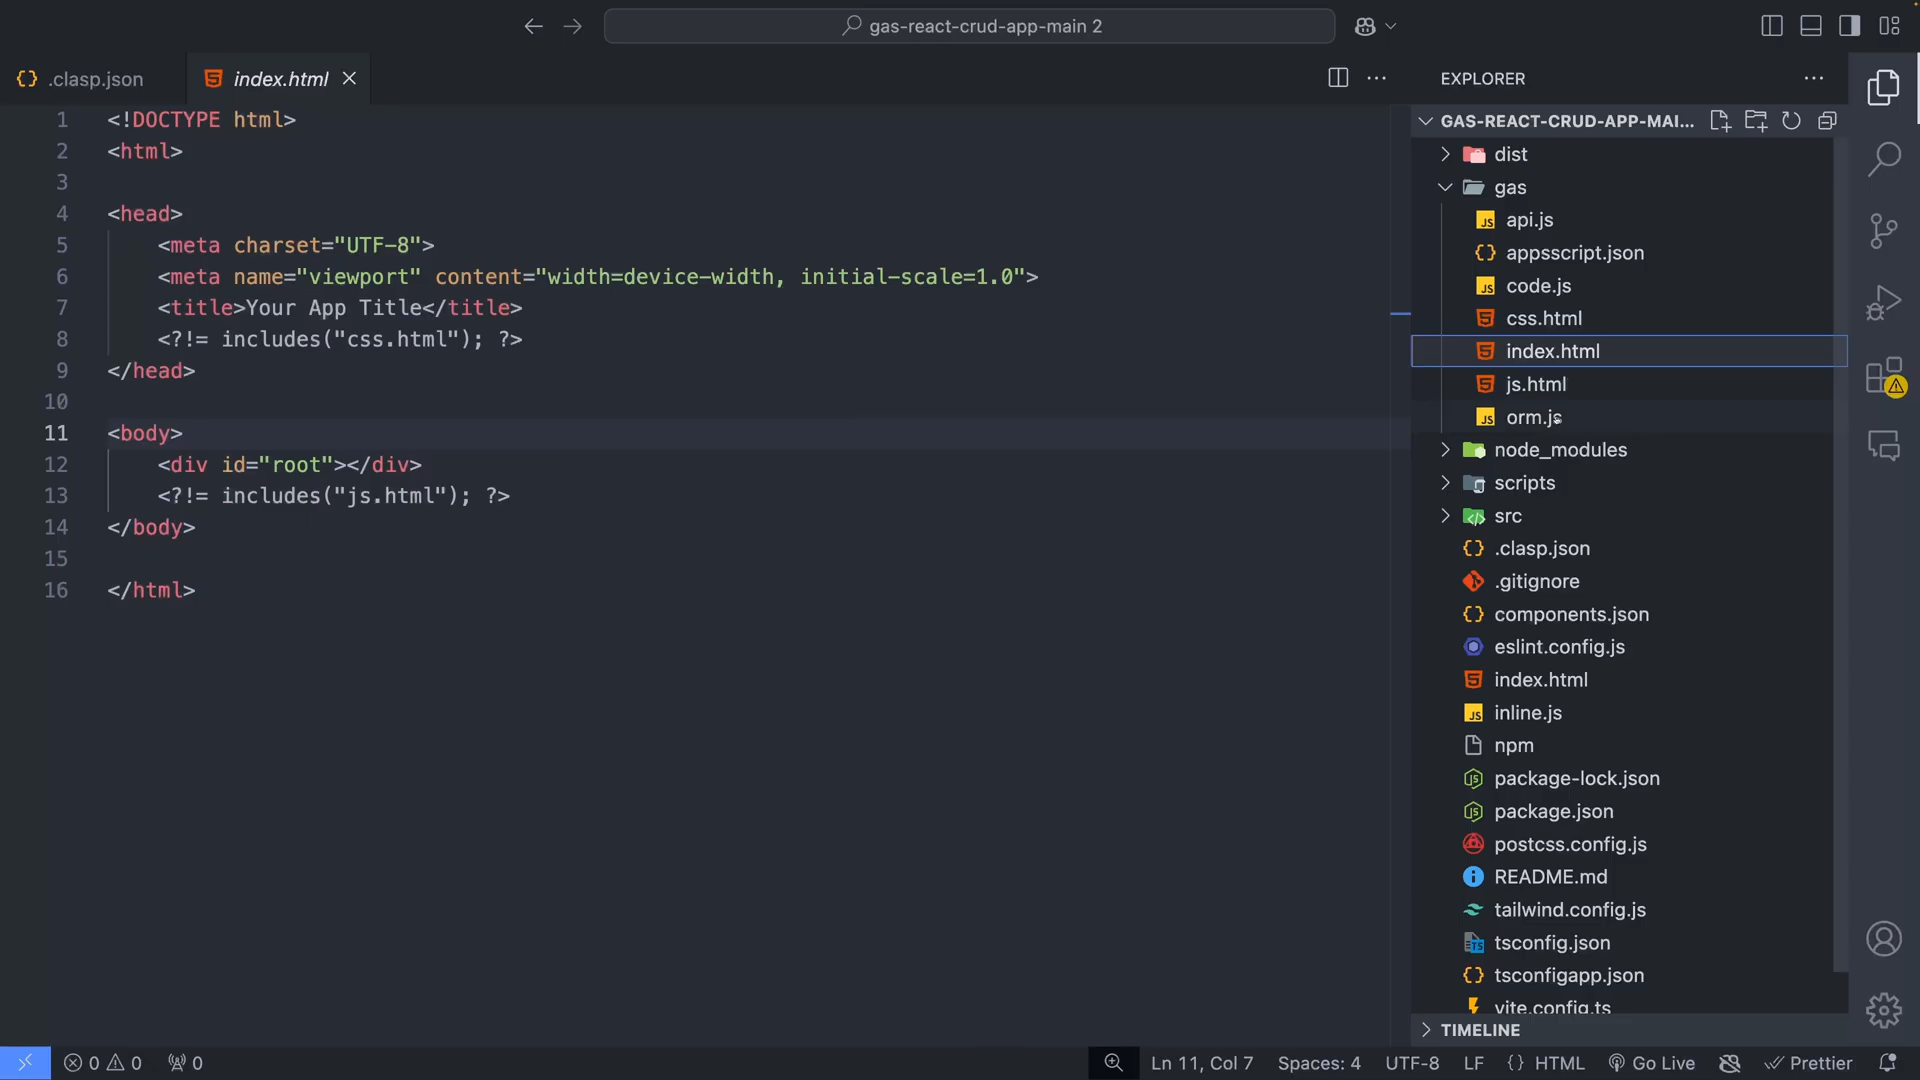 gas-react-crud-app-main 2
.clasp.json
index.html
1 <!DOCTYPE html>
2 <html>
3
4 <head>
5 <meta charset="UTF-8">
6 <meta name="viewport" content="width=device-width, initial-scale=1.0">
7 <title>Your App Title</title>
8 <?!= includes("css.html"); ?>
9 </head>
10
11 <body>
12 <div id="root"></div>
13 <?!= includes("js.html"); ?>
14 </body>
15
16 </html>
EXPLORER
GAS-REACT-CRUD-APP-MAI...
dist
gas
api.js
appsscript.json
code.js
css.html
index.html
js.html
orm.js
node_modules
scripts
src
.clasp.json
.gitignore
components.json
eslint.config.js
index.html
inline.js
npm
package-lock.json
package.json
postcss.config.js
README.md
tailwind.config.js
tsconfig.json
tsconfigapp.json
vite.config.ts
TIMELINE
0 0 0 Ln 11, Col 7 Spaces: 4 UTF-8 LF {} HTML Go Live Prettier